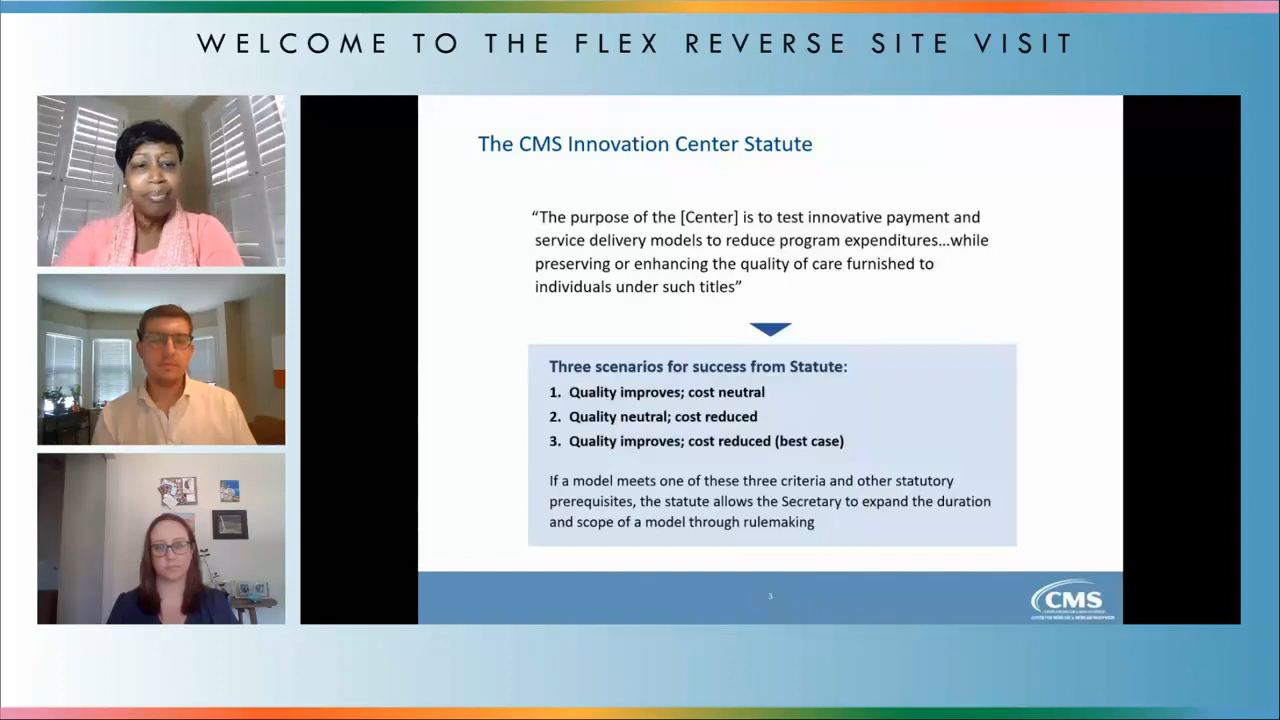 WELCOME TO THE FLEX REVERSE SITE VISIT
The CMS Innovation Center Statute
“The purpose of the [Center] is to test innovative payment and
service delivery models to reduce program expenditures…while
preserving or enhancing the quality of care furnished to
individuals under such titles”
Three scenarios for success from Statute:
1. Quality improves; cost neutral
2. Quality neutral; cost reduced
3. Quality improves; cost reduced (best case)
If a model meets one of these three criteria and other statutory
prerequisites, the statute allows the Secretary to expand the duration
and scope of a model through rulemaking
3
CMS
CENTER FOR MEDICARE & MEDICAID INNOVATION